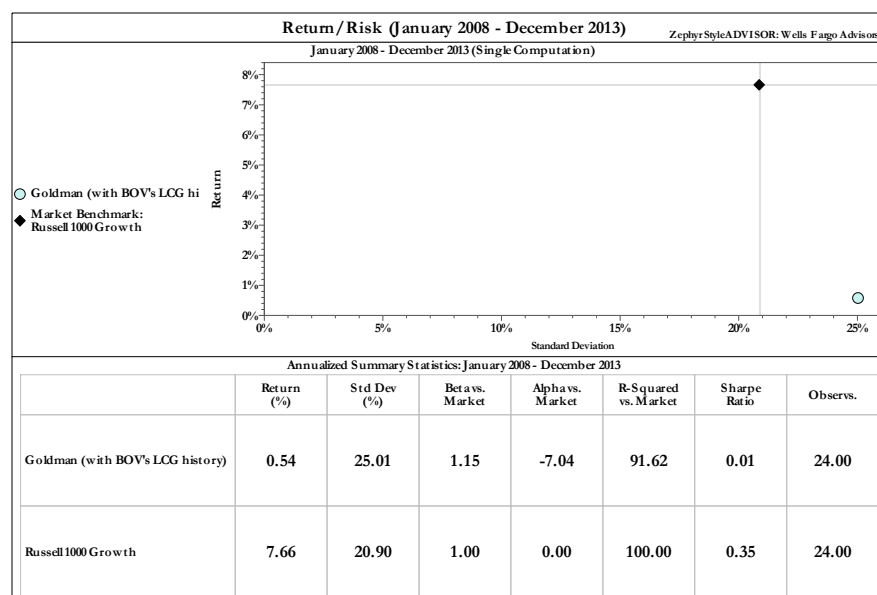 Return/Risk (January 2008 - December 2013)
Zephyr StyleADVISOR: Wells Fargo Advisors
January 2008 - December 2013 (Single Computation)
8%
7%
6%
5%
4%
3%
2%
1%
0%
Return
0% 5% 10% 15% 20% 25%
Standard Deviation
Goldman (with BOV's LCG hi
Market Benchmark:
Russell 1000 Growth
Annualized Summary Statistics: January 2008 - December 2013
Return (%) Std Dev (%) Beta vs. Market Alpha vs. Market R-Squared vs. Market Sharpe Ratio Observs.
Goldman (with BOV's LCG history) 0.54 25.01 1.15 -7.04 91.62 0.01 24.00
Russell 1000 Growth 7.66 20.90 1.00 0.00 100.00 0.35 24.00